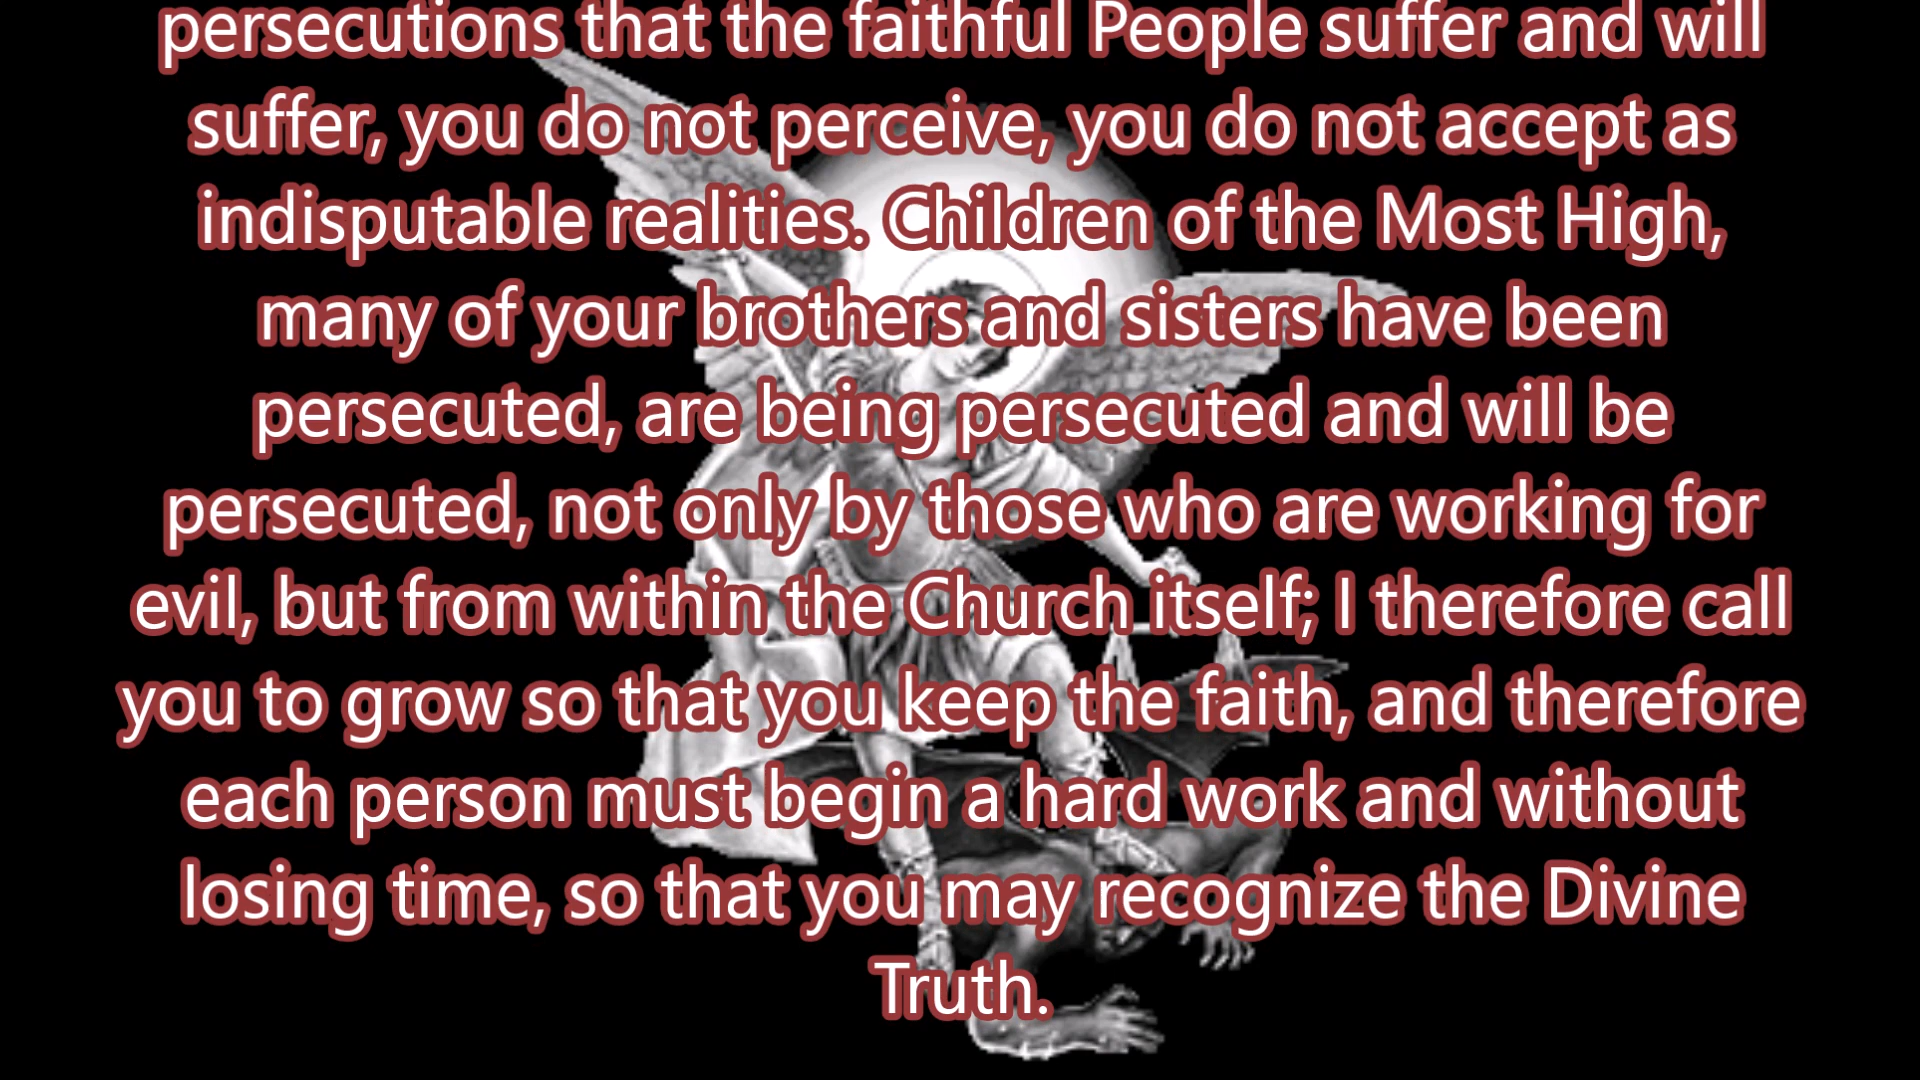 persecutions that the faithful People suffer and will
suffer, you do not perceive, you do not accept as
indisputable realities. Children of the Most High,
many of your brothers and sisters have been
persecuted, are being persecuted and will be
persecuted, not only by those who are working for
evil, but from within the Church itself; I therefore call
you to grow so that you keep the faith, and therefore
each person must begin a hard work and without
losing time, so that you may recognize the Divine
Truth.